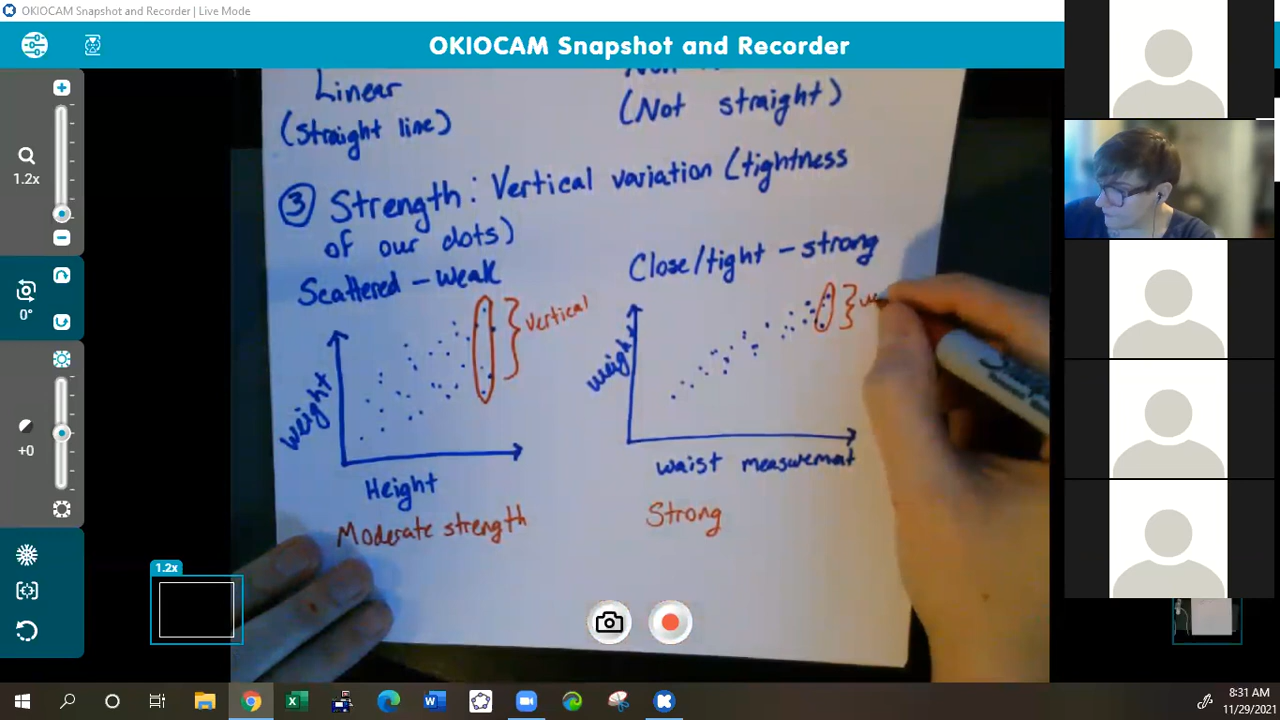 OKIOCAM Snapshot and Recorder | Live Mode
OKIOCAM Snapshot and Recorder
1.2x
0°
+0
Linear
(straight line)
(Not straight)
③ Strength: Vertical variation (tightness
of our dots)
Scattered - weak
vertical
weight
Height
Moderate strength
Close/tight - strong
weight
waist measurement
Strong
1.2x
8:31 AM
11/29/2021